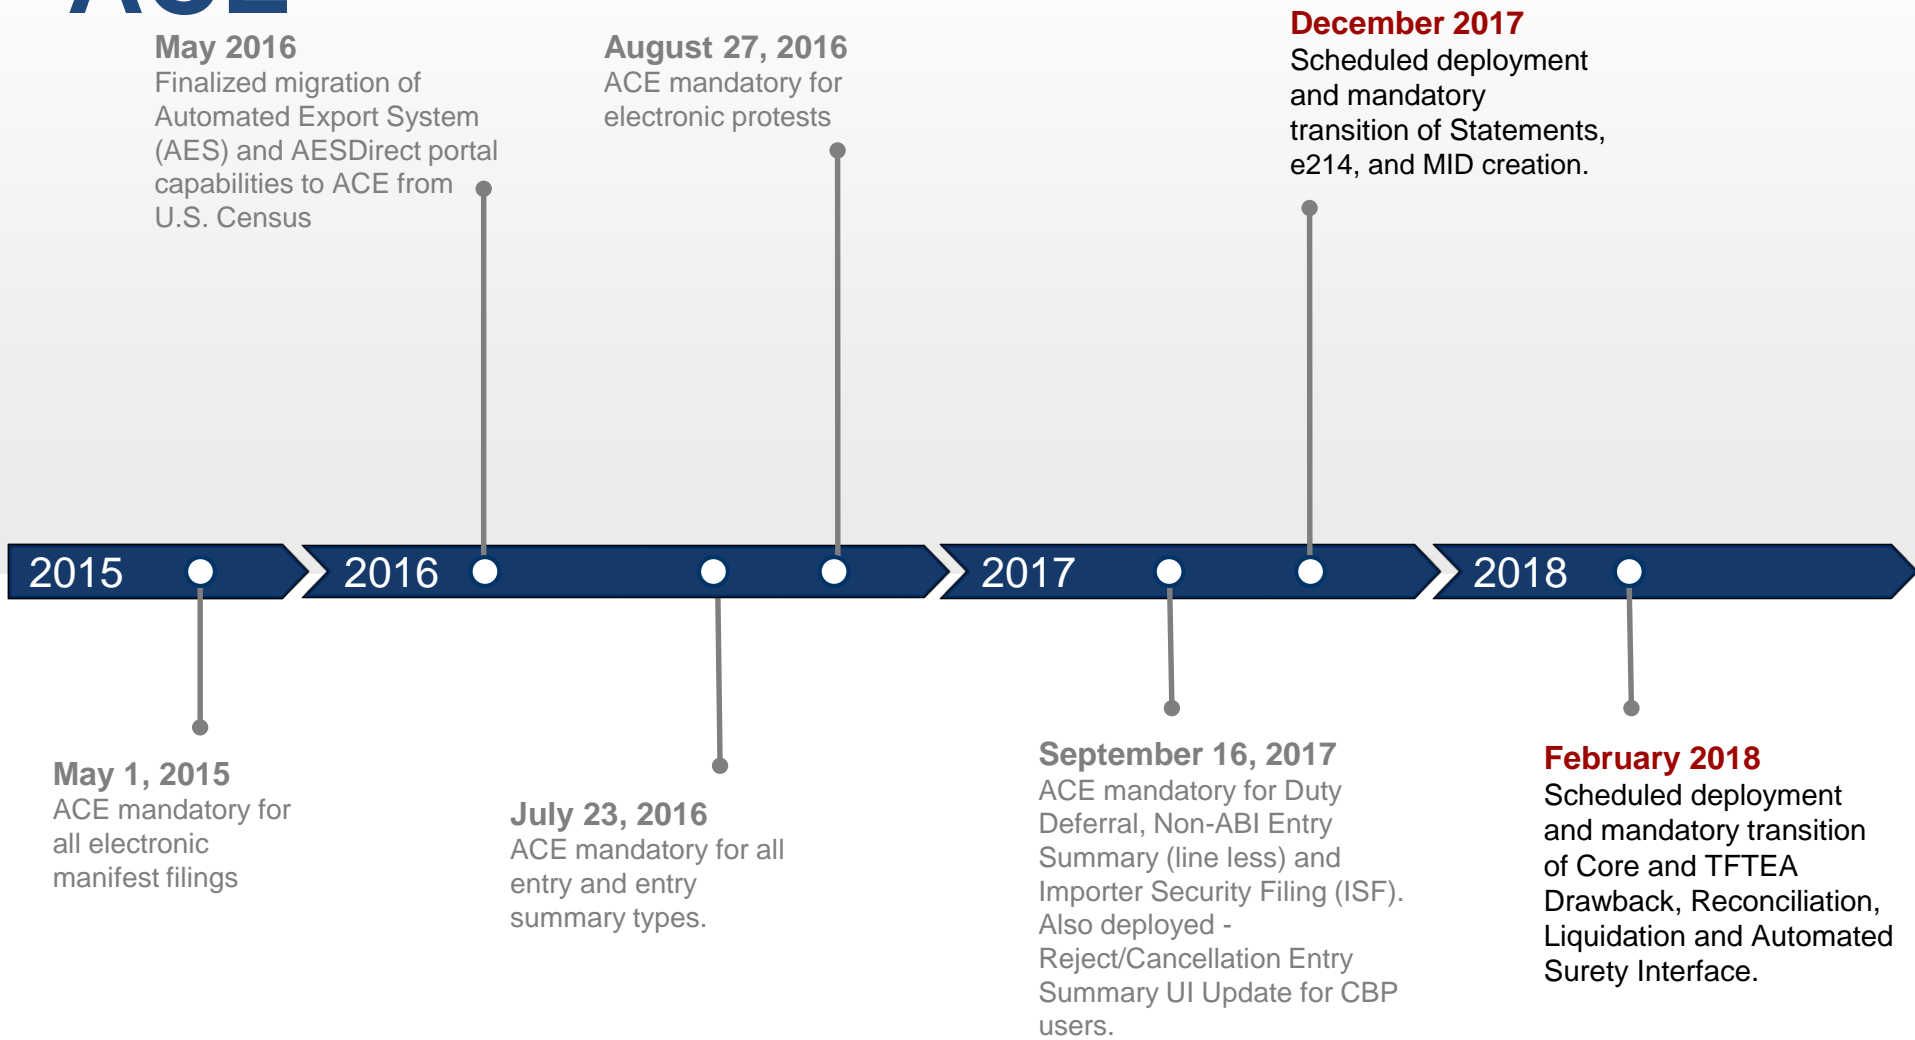 ACE
May 2016
Finalized migration of
Automated Export System
(AES) and AESDirect portal
capabilities to ACE from
U.S. Census
August 27, 2016
ACE mandatory for
electronic protests
December 2017
Scheduled deployment
and mandatory
transition of Statements,
e214, and MID creation.
2015
2016
2017
2018
May 1, 2015
ACE mandatory for
all electronic
manifest filings
July 23, 2016
ACE mandatory for all
entry and entry
summary types.
September 16, 2017
ACE mandatory for Duty
Deferral, Non-ABI Entry
Summary (line less) and
Importer Security Filing (ISF).
Also deployed -
Reject/Cancellation Entry
Summary UI Update for CBP
users.
February 2018
Scheduled deployment
and mandatory transition
of Core and TFTEA
Drawback, Reconciliation,
Liquidation and Automated
Surety Interface.